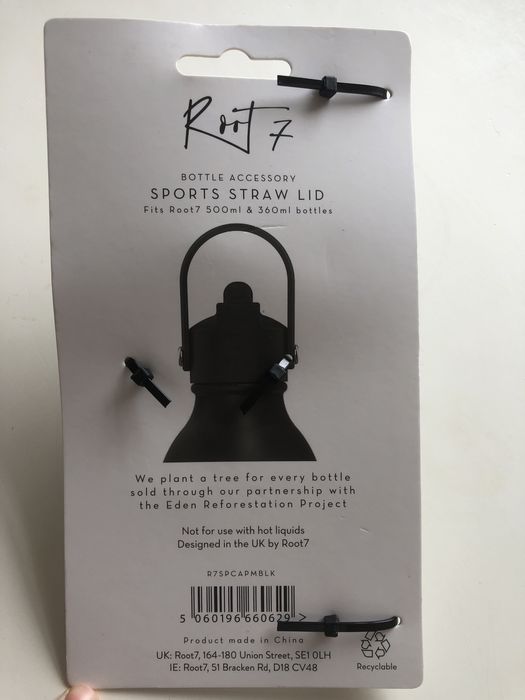 Root 7
BOTTLE ACCESSORY
SPORTS STRAW LID
Fits Root7 500ml & 360ml bottles
We plant a tree for every bottle
sold through our partnership with
the Eden Reforestation Project
Not for use with hot liquids
Designed in the UK by Root7
R7SPCAPMBLK
5 060196 660629 >
Product made in China
UK: Root7, 164-180 Union Street, SE1 0LH
IE: Root7, 51 Bracken Rd, D18 CV48
Recyclable